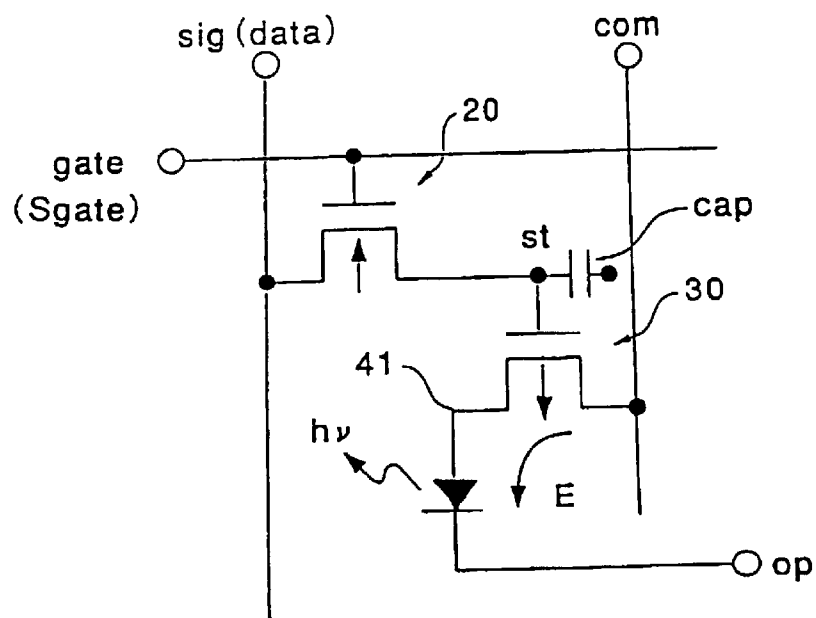 sig (data)
com
20
gate
(Sgate)
cap
st
30
41
hν
E
op